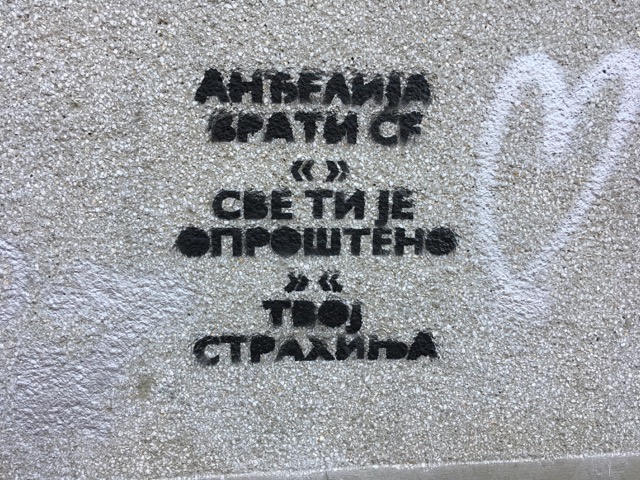 АНЂЕЛИЈА
ВРАТИ СЕ
« »
СВЕ ТИ ЈЕ
ОПРОШТЕНО
» «
ТВОЈ
СТРАХИЊА